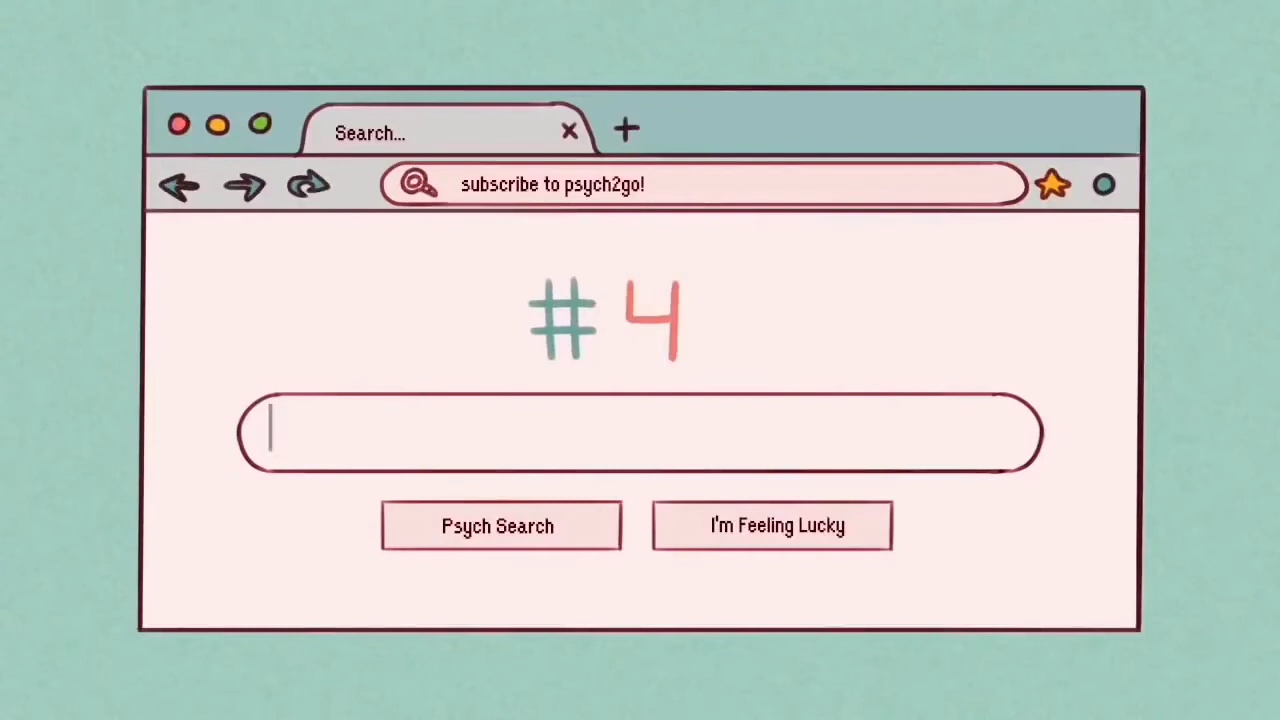 Search...
subscribe to psych2go!
#4
Psych Search
I'm Feeling Lucky